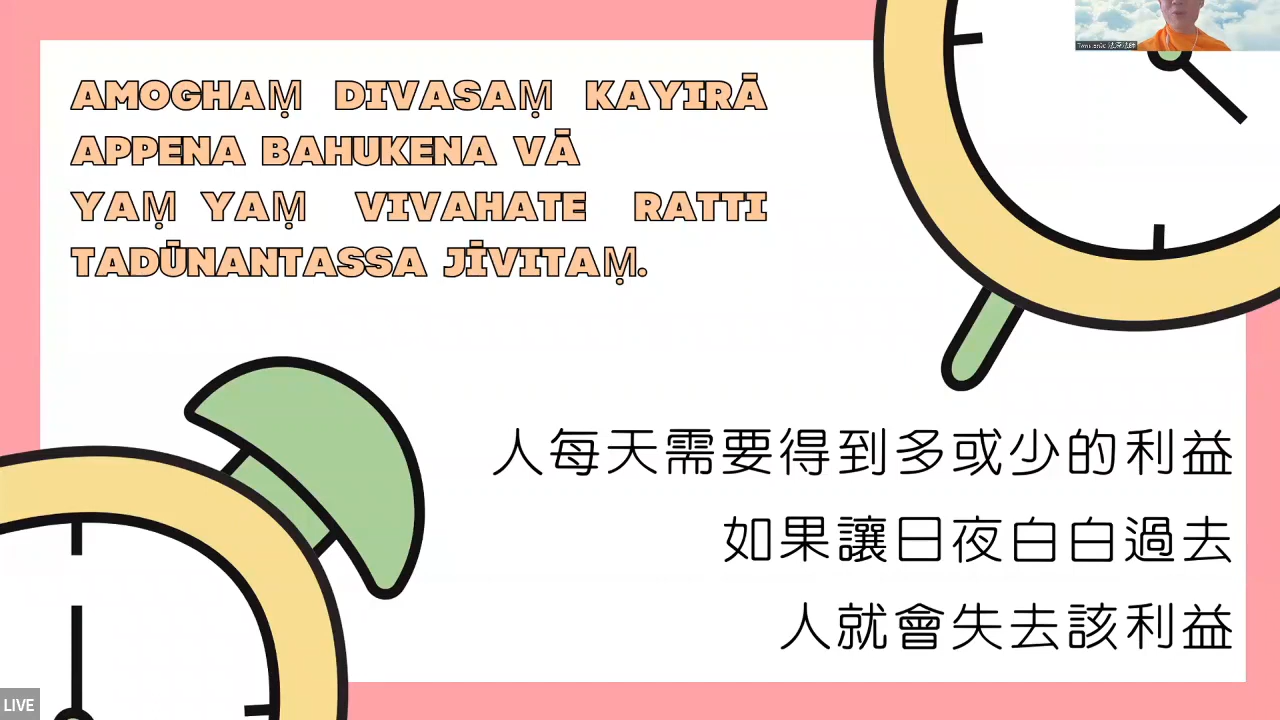 AMOGHAṂ DIVASAṂ KAYIRĀ
APPENA BAHUKENA VĀ
YAṂ YAṂ VIVAHATE RATTI
TADŪNANTASSA JĪVITAṂ.
人每天需要得到多或少的利益
如果讓日夜白白過去
人就會失去該利益
LIVE